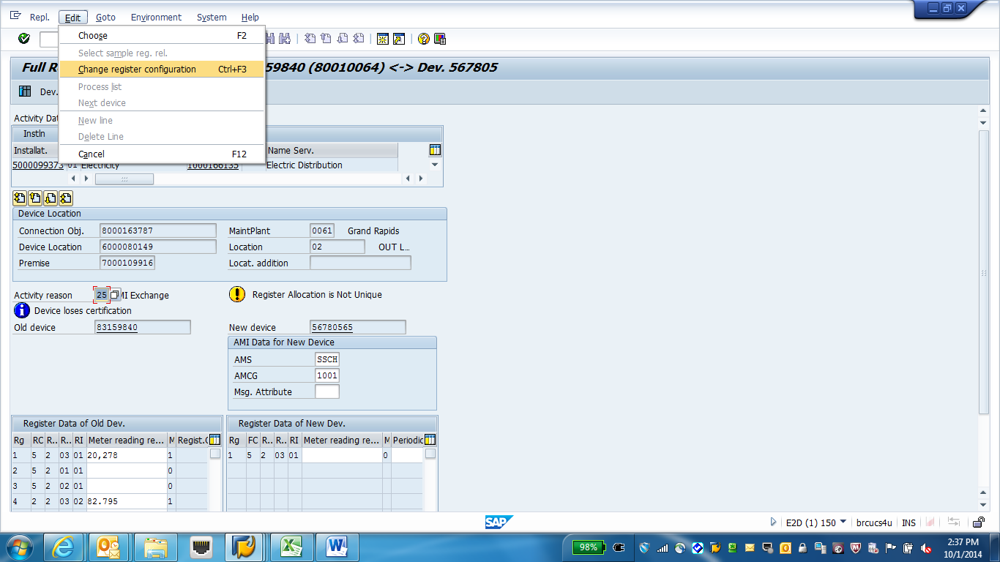 Repl. Edit Goto Environment System Help
Choose F2
Select sample reg. rel.
Change register configuration Ctrl+F3
Process list
Next device
New line
Delete Line
Cancel F12
Full R 59840 (80010064) <-> Dev. 567805
Dev.
Activity Dat
Instln
Installat. Name Serv.
5000099373 01 Electricity 1000166135 Electric Distribution
Device Location
Connection Obj. 8000163787 MaintPlant 0061 Grand Rapids
Device Location 6000080149 Location 02 OUT L...
Premise 7000109916 Locat. addition
Activity reason 25 MI Exchange Register Allocation is Not Unique
Device loses certification
Old device 83159840 New device 56780565
AMI Data for New Device
AMS SSCH
AMCG 1001
Msg. Attribute
Register Data of Old Dev. Register Data of New Dev.
Rg RC R.. R.. RI Meter reading re... M Regist.C Rg FC R.. R.. RI Meter reading re... M Periodic
1 5 2 03 01 20,278 1 1 5 2 03 01 0
2 5 2 01 01 0
3 5 2 02 01 0
4 2 2 03 02 82.795 1
SAP E2D (1) 150 brcucs4u INS
98% 2:37 PM
10/1/2014